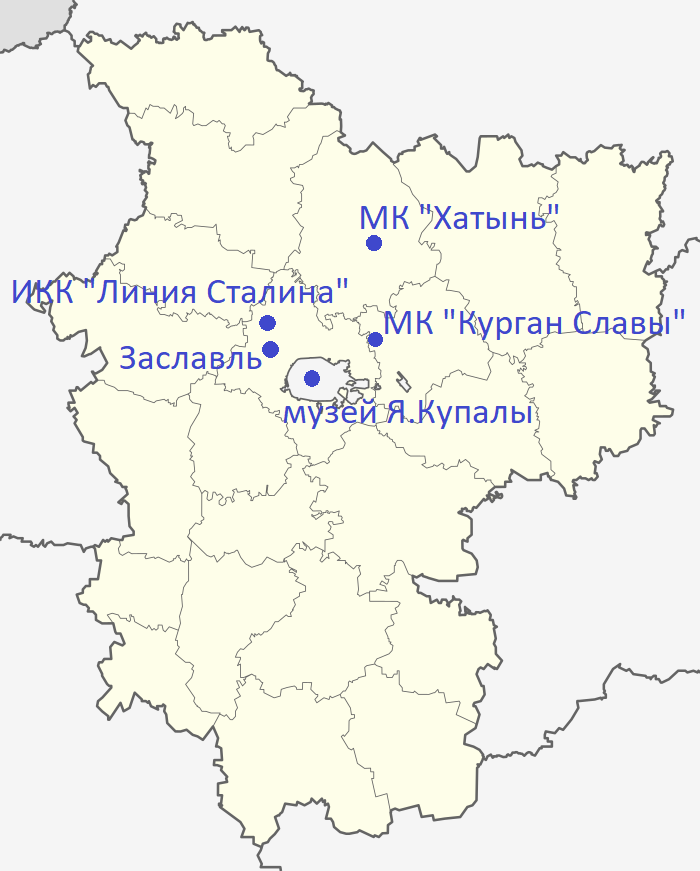 МК "Хатынь"
ИКК "Линия Сталина"
МК "Курган Славы"
Заславль
музей Я.Купалы